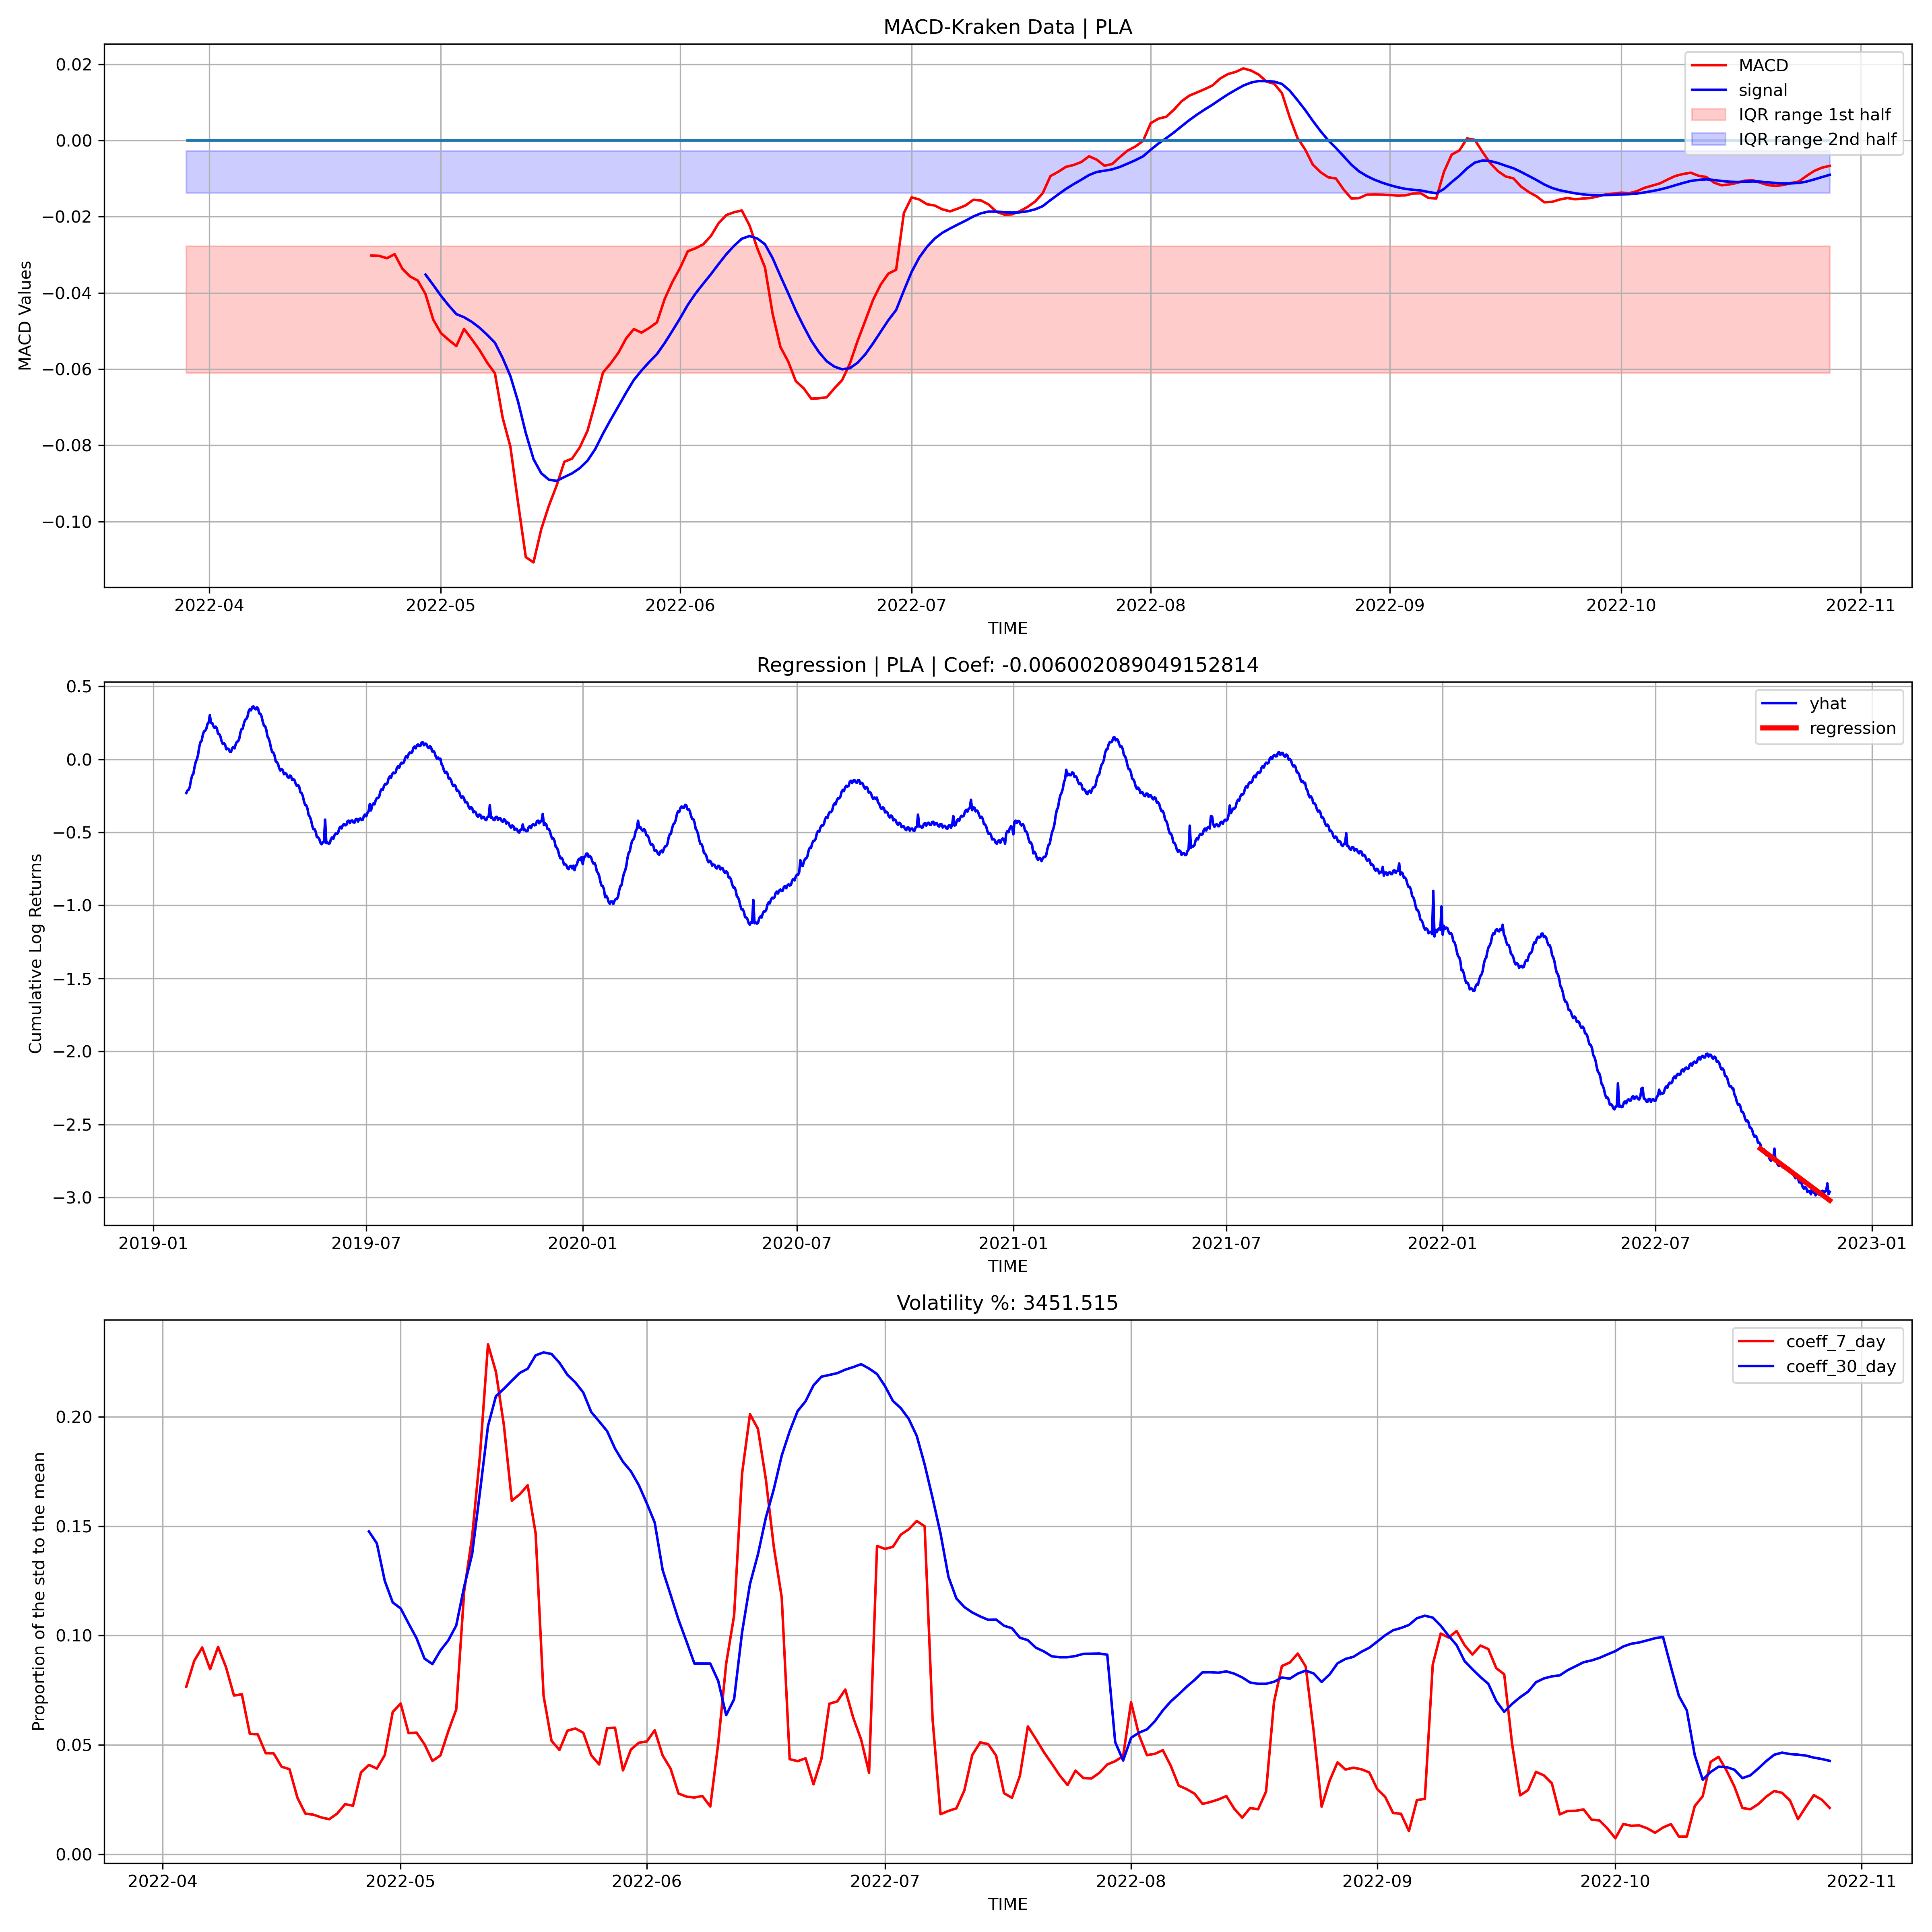 MACD-Kraken Data | PLA
MACD
signal
IQR range 1st half
IQR range 2nd half
0.02
0.00
−0.02
−0.04
−0.06
−0.08
−0.10
MACD Values
2022-04 2022-05 2022-06 2022-07 2022-08 2022-09 2022-10 2022-11
TIME
Regression | PLA | Coef: -0.006002089049152814
yhat
regression
0.5
0.0
−0.5
−1.0
−1.5
−2.0
−2.5
−3.0
Cumulative Log Returns
2019-01 2019-07 2020-01 2020-07 2021-01 2021-07 2022-01 2022-07 2023-01
TIME
Volatility %: 3451.515
coeff_7_day
coeff_30_day
0.20
0.15
0.10
0.05
0.00
Proportion of the std to the mean
2022-04 2022-05 2022-06 2022-07 2022-08 2022-09 2022-10 2022-11
TIME